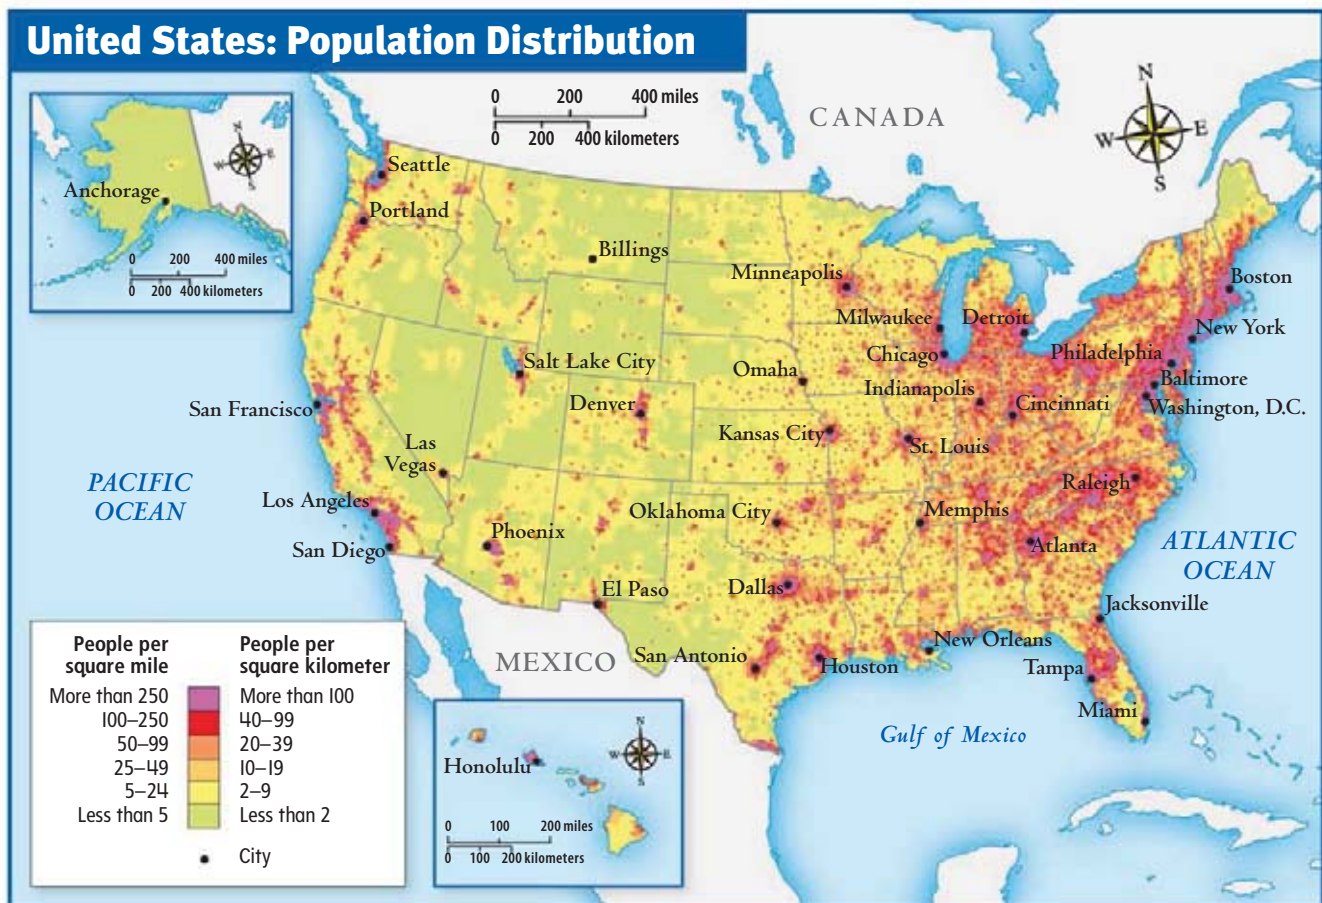 United States: Population Distribution
0 200 400 miles
0 200 400 kilometers
CANADA
N
W E
S
N
W E
S
Anchorage
0 200 400 miles
0 200 400 kilometers
Seattle
Portland
Billings
Minneapolis
Milwaukee
Detroit
Boston
New York
Chicago
Philadelphia
Salt Lake City
Omaha
Indianapolis
Baltimore
San Francisco
Denver
Cincinnati
Washington, D.C.
Kansas City
St. Louis
Las
Vegas
PACIFIC
OCEAN
Los Angeles
Raleigh
Oklahoma City
Memphis
San Diego
Phoenix
Atlanta
ATLANTIC
OCEAN
El Paso
Dallas
Jacksonville
MEXICO
San Antonio
Houston
New Orleans
Tampa
Miami
Gulf of Mexico
People per
square mile
People per
square kilometer
More than 250 More than 100
100–250 40–99
50–99 20–39
25–49 10–19
5–24 2–9
Less than 5 Less than 2
City
N
W E
S
Honolulu
0 100 200 miles
0 100 200 kilometers